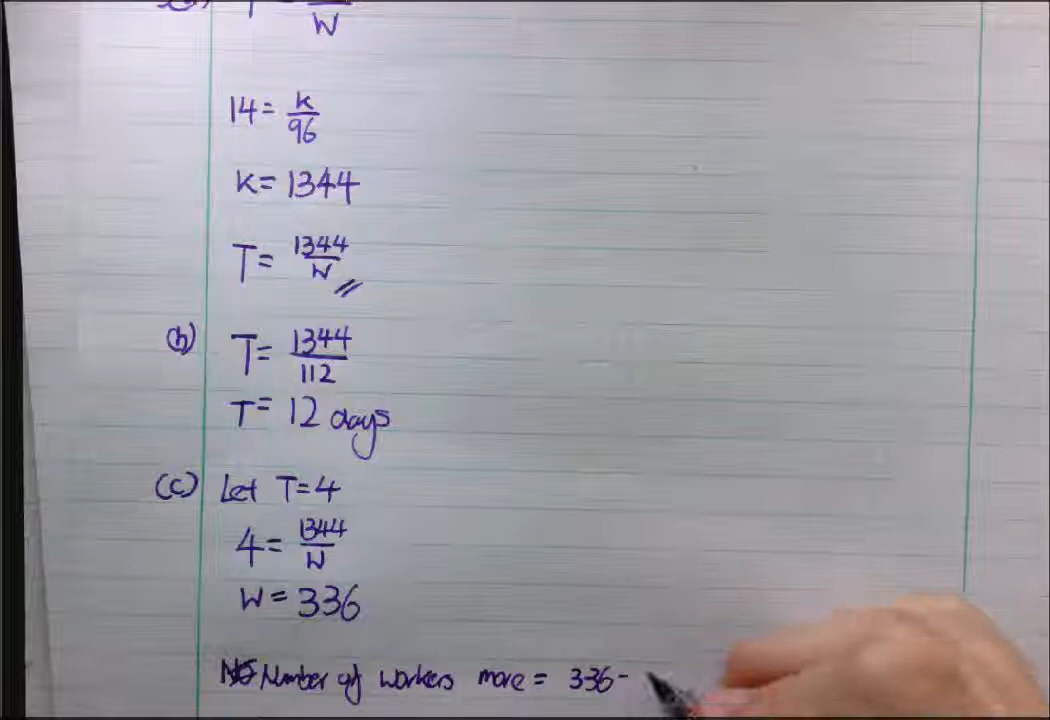 W
14 = k/96
k = 1344
T = 1344/W
(b) T = 1344/112
T = 12 days
(c) Let T = 4
4 = 1344/W
W = 336
Number of workers more = 336 -